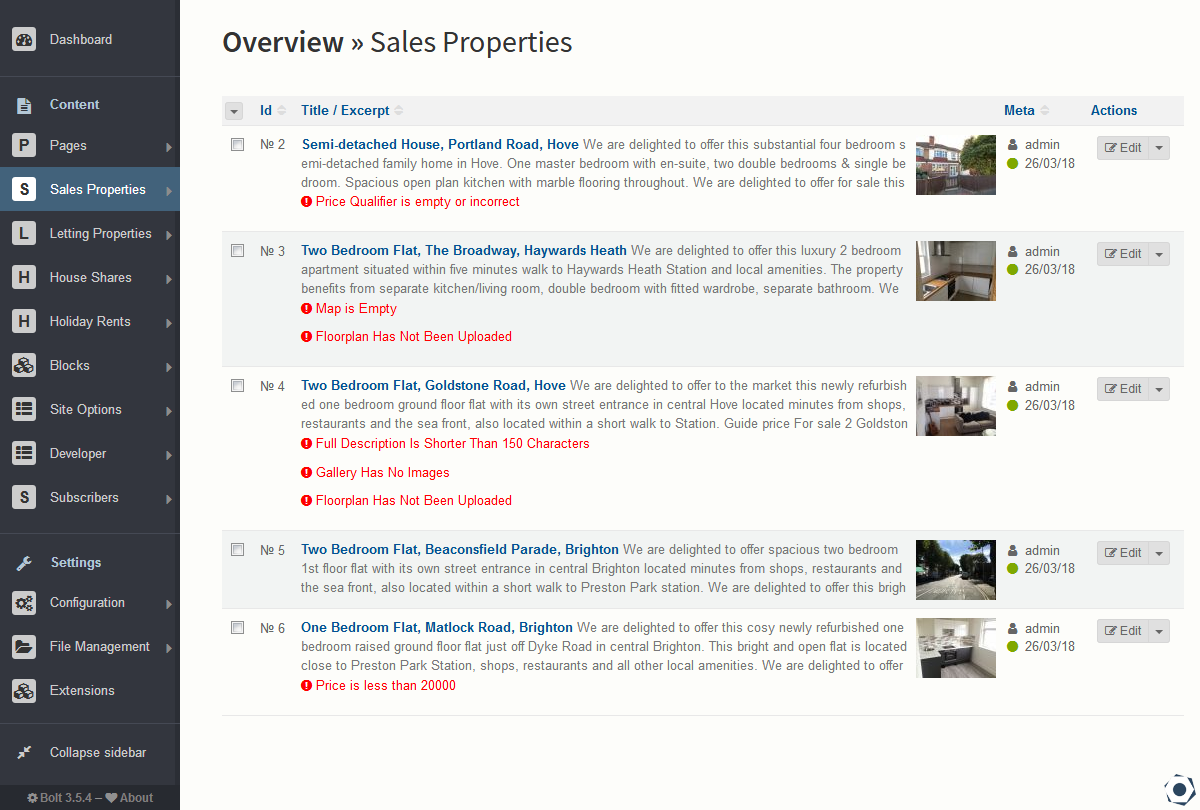 Dashboard
Content
P Pages
S Sales Properties
L Letting Properties
H House Shares
H Holiday Rents
Blocks
Site Options
Developer
S Subscribers
Settings
Configuration
File Management
Extensions
Collapse sidebar
Bolt 3.5.4 – About
Overview » Sales Properties
Id Title / Excerpt Meta Actions
№ 2 Semi-detached House, Portland Road, Hove We are delighted to offer this substantial four bedroom s admin Edit
emi-detached family home in Hove. One master bedroom with en-suite, two double bedrooms & single be 26/03/18
droom. Spacious open plan kitchen with marble flooring throughout. We are delighted to offer for sale this
Price Qualifier is empty or incorrect
№ 3 Two Bedroom Flat, The Broadway, Haywards Heath We are delighted to offer this luxury 2 bedroom admin Edit
apartment situated within five minutes walk to Haywards Heath Station and local amenities. The property 26/03/18
benefits from separate kitchen/living room, double bedroom with fitted wardrobe, separate bathroom. We
Map is Empty
Floorplan Has Not Been Uploaded
№ 4 Two Bedroom Flat, Goldstone Road, Hove We are delighted to offer to the market this newly refurbish admin Edit
ed one bedroom ground floor flat with its own street entrance in central Hove located minutes from shops, 26/03/18
restaurants and the sea front, also located within a short walk to Station. Guide price For sale 2 Goldston
Full Description Is Shorter Than 150 Characters
Gallery Has No Images
Floorplan Has Not Been Uploaded
№ 5 Two Bedroom Flat, Beaconsfield Parade, Brighton We are delighted to offer spacious two bedroom admin Edit
1st floor flat with its own street entrance in central Brighton located minutes from shops, restaurants and 26/03/18
the sea front, also located within a short walk to Preston Park station. We are delighted to offer this brigh
№ 6 One Bedroom Flat, Matlock Road, Brighton We are delighted to offer this cosy newly refurbished one admin Edit
bedroom raised ground floor flat just off Dyke Road in central Brighton. This bright and open flat is located 26/03/18
close to Preston Park Station, shops, restaurants and all other local amenities. We are delighted to offer
Price is less than 20000